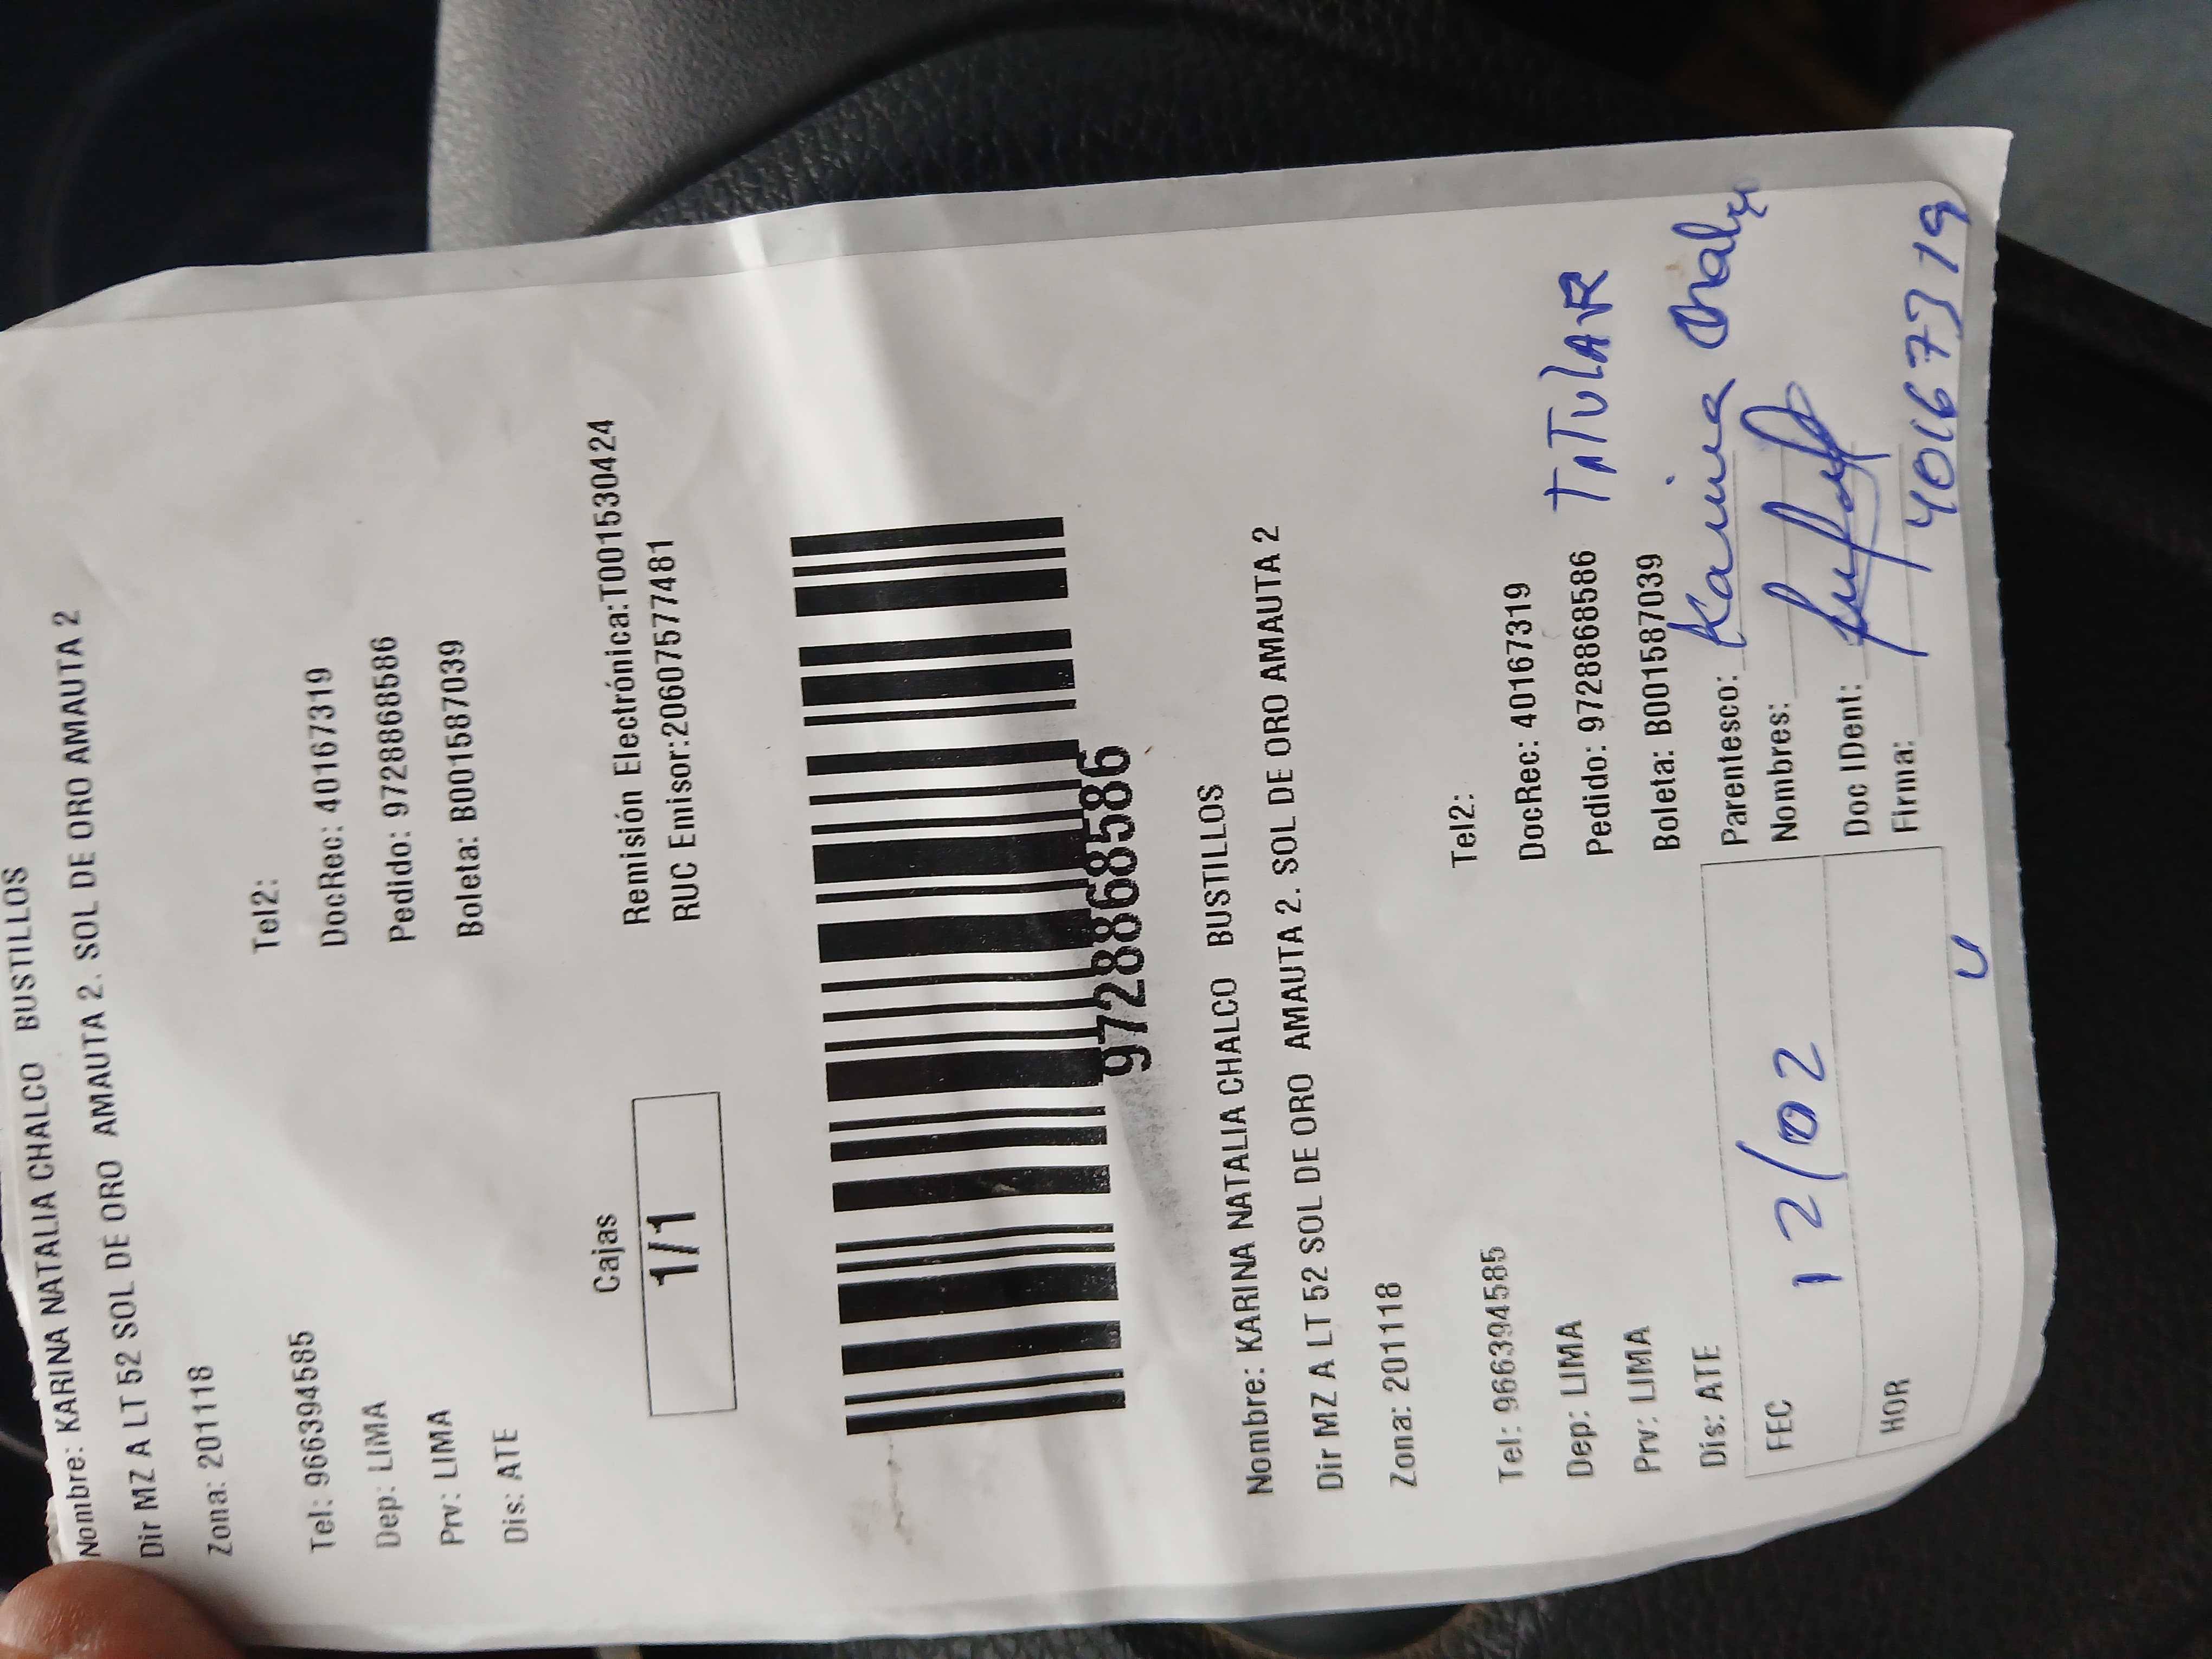 Nombre: KARINA NATALIA CHALCO BUSTILLOS
Dir MZ A LT 52 SOL DE ORO AMAUTA 2. SOL DE ORO AMAUTA 2
Zona: 201118
Tel: 966394585 Tel2:
Dep: LIMA DocRec: 40167319
Prv: LIMA Pedido: 9728868586
Dis: ATE Boleta: B001587039
Cajas Remisión Electrónica:T001530424
1/1 RUC Emisor:20607577481
9728868586
Nombre: KARINA NATALIA CHALCO BUSTILLOS
Dir MZ A LT 52 SOL DE ORO AMAUTA 2. SOL DE ORO AMAUTA 2
Zona: 201118
Tel: 966394585 Tel2:
Dep: LIMA DocRec: 40167319
Prv: LIMA Pedido: 9728868586 TITULAR
Dis: ATE Boleta: B001587039
FEC 12/02 Parentesco: Karina Chalco
Nombres:
HOR Doc IDent:
Firma: 40167319